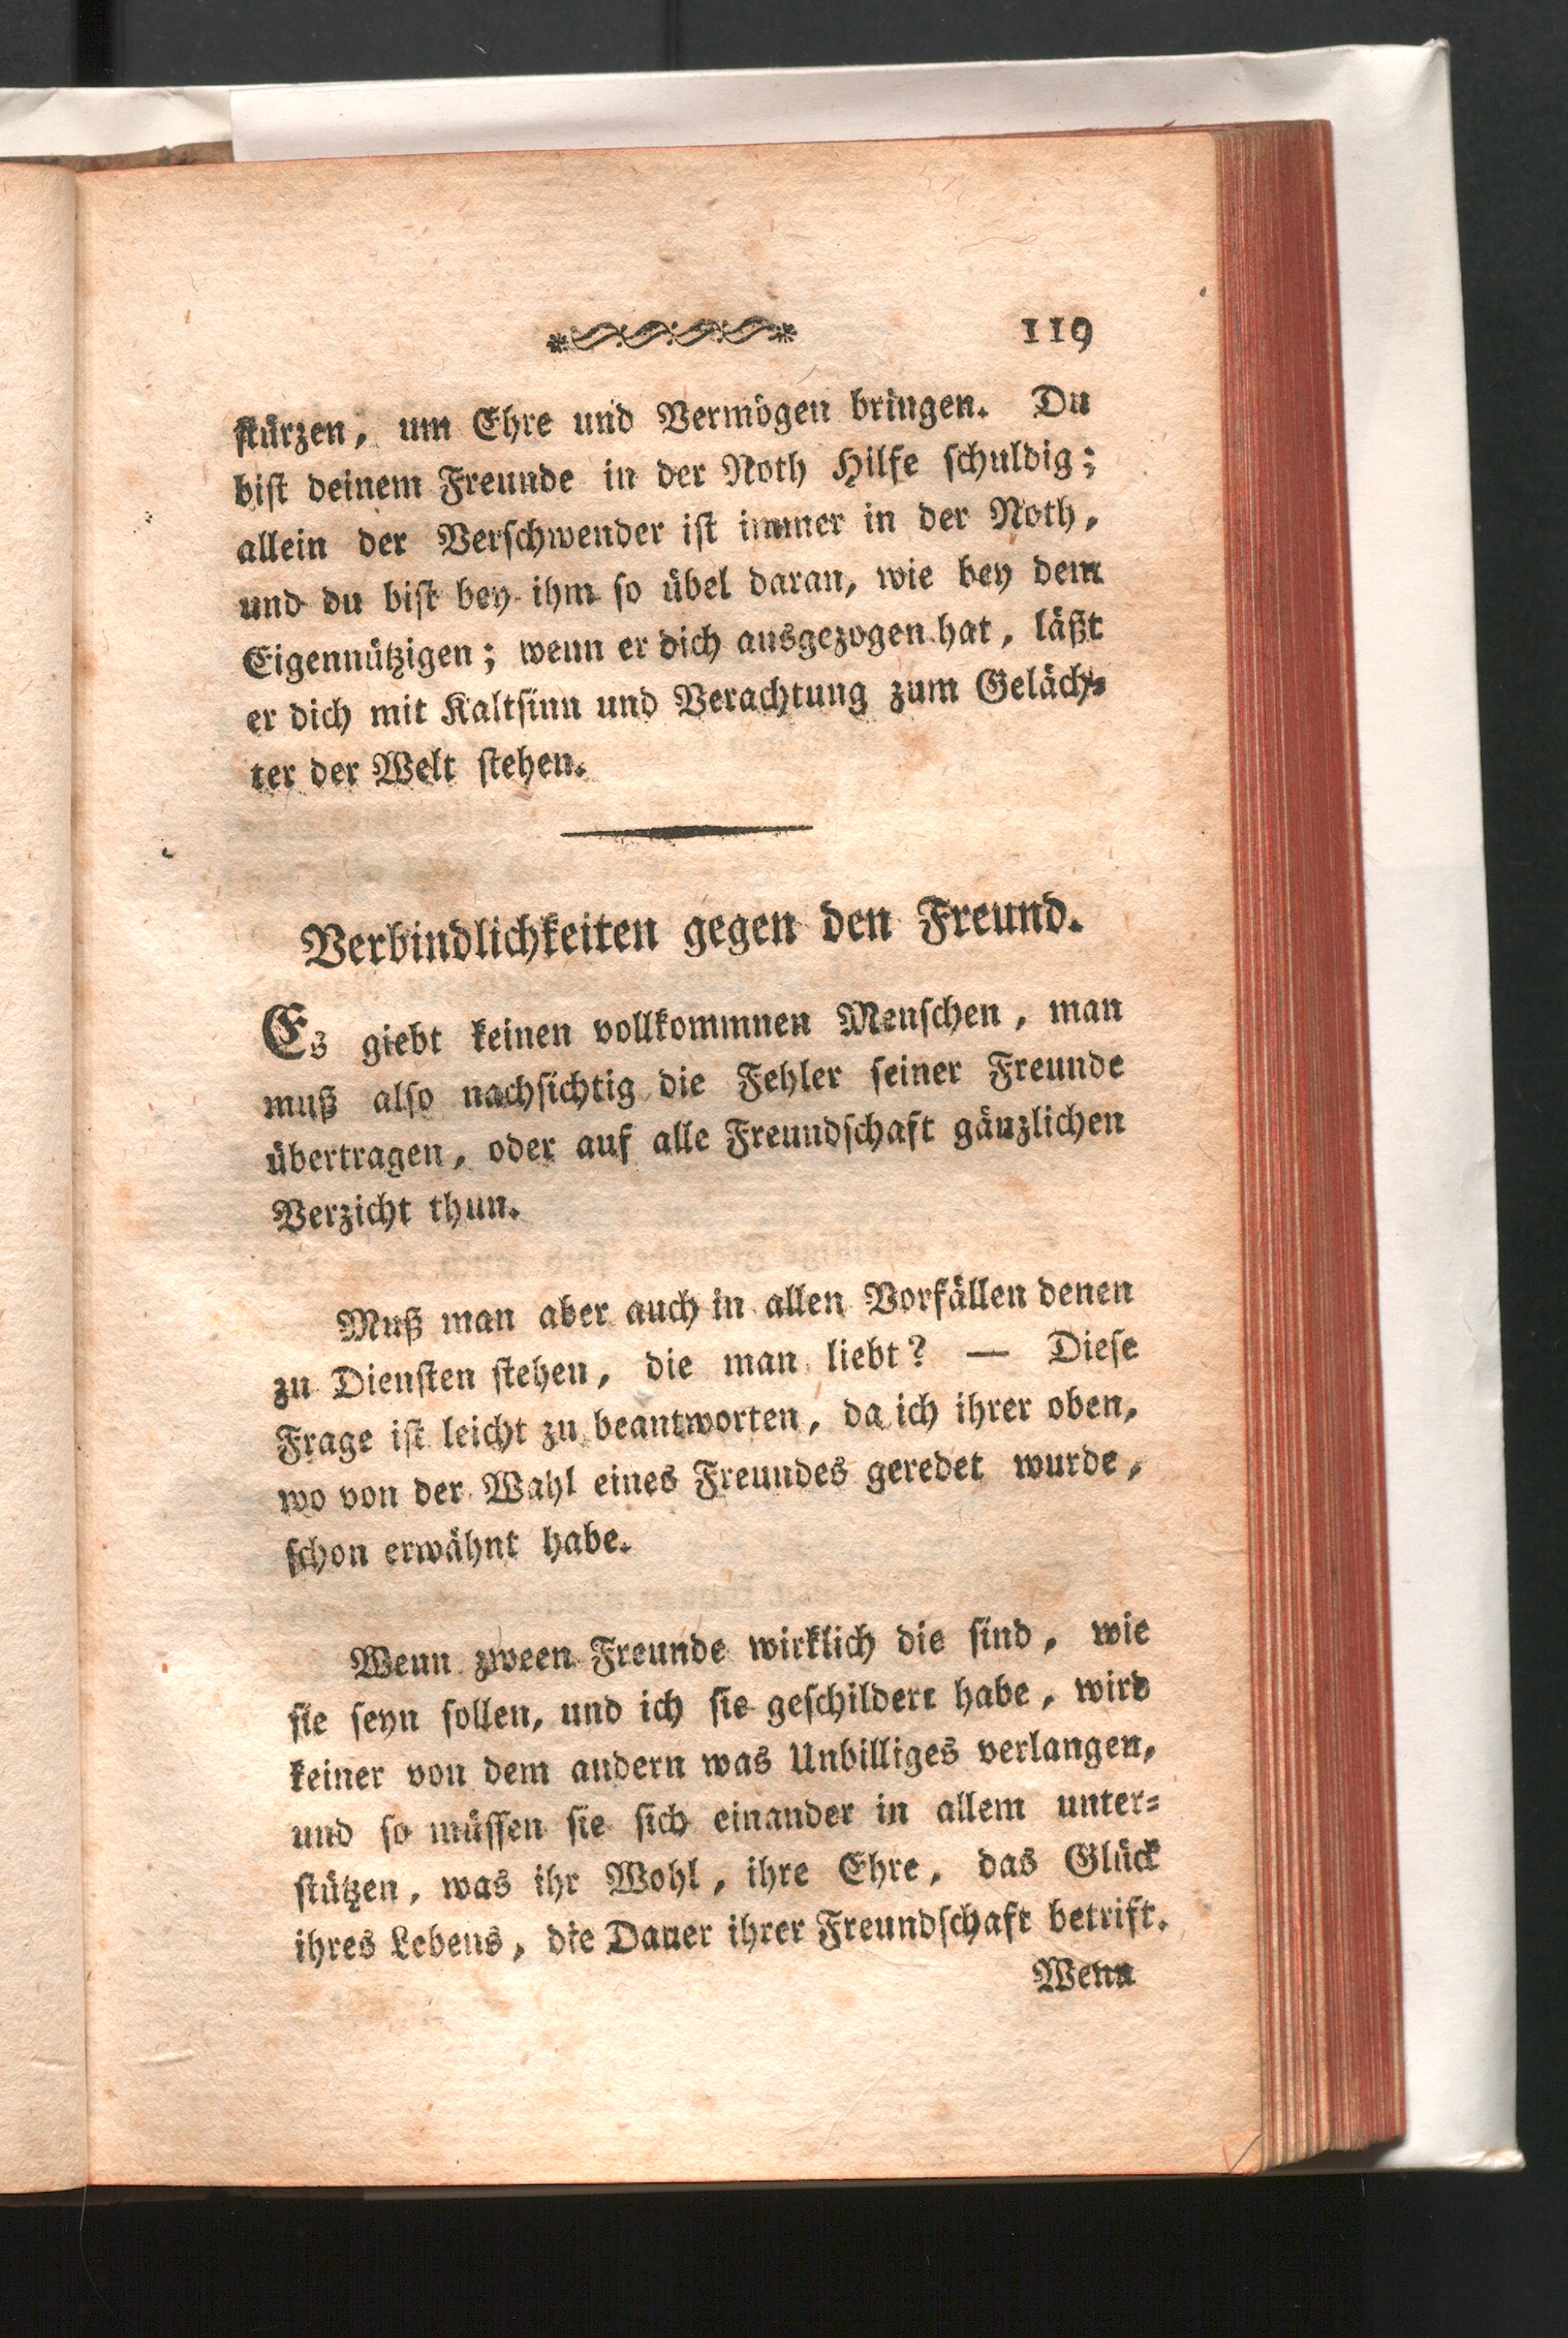 119
ſtürzen, um Ehre und Vermögen bringen. Du
biſt deinem Freunde in der Noth Hilfe ſchuldig;
allein der Verſchwender iſt immer in der Noth,
und du biſt bey ihm ſo übel daran, wie bey dem
Eigennützigen; wenn er dich ausgezogen hat, läßt
er dich mit Kaltſinn und Verachtung zum Geläch-
ter der Welt ſtehen.
Verbindlichkeiten gegen den Freund.
Es giebt keinen vollkommnen Menſchen, man
muß alſo nachſichtig die Fehler ſeiner Freunde
übertragen, oder auf alle Freundſchaft gänzlichen
Verzicht thun.
Muß man aber auch in allen Vorfällen denen
zu Dienſten ſtehen, die man liebt? — Dieſe
Frage iſt leicht zu beantworten, da ich ihrer oben,
wo von der Wahl eines Freundes geredet wurde,
ſchon erwähnt habe.
Wenn zween Freunde wirklich die ſind, wie
ſie ſeyn ſollen, und ich ſie geſchildert habe, wird
keiner von dem andern was Unbilliges verlangen,
und ſo müſſen ſie ſich einander in allem unter-
ſtützen, was ihr Wohl, ihre Ehre, das Glück
ihres Lebens, die Dauer ihrer Freundſchaft betrift.
Wenn